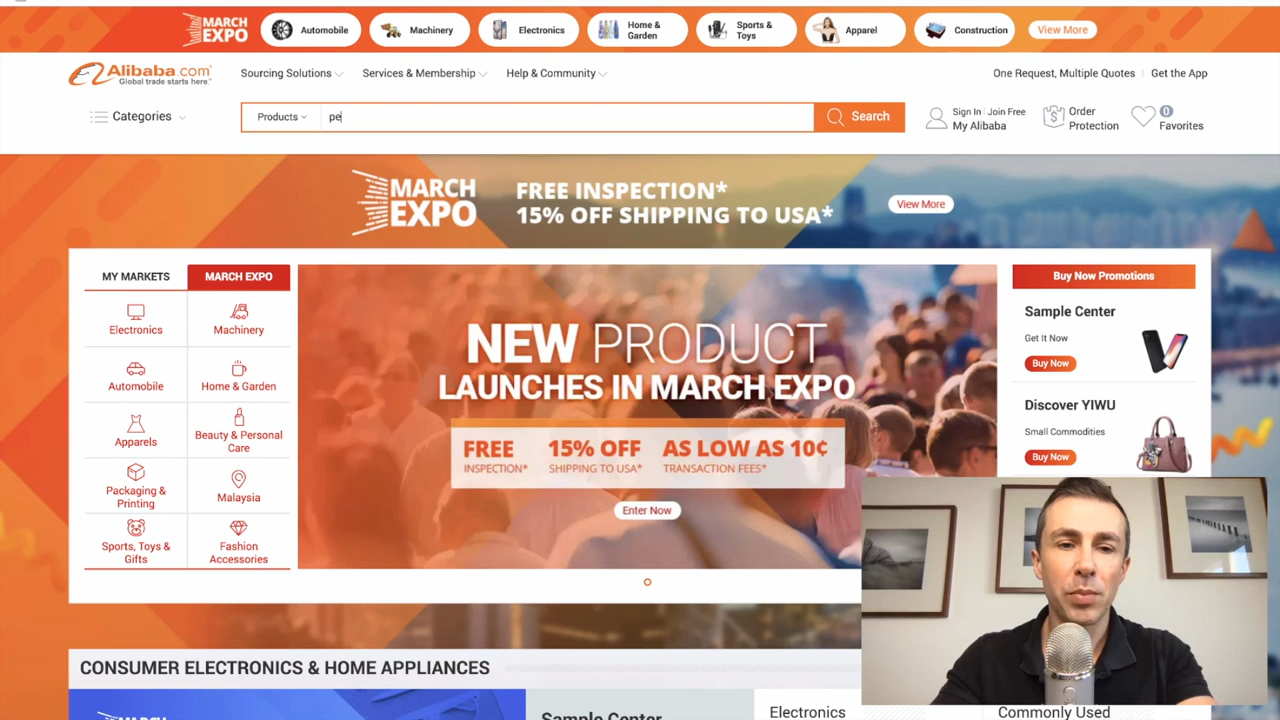 MARCH
EXPO
Automobile
Machinery
Electronics
Home &
Garden
Sports &
Toys
Apparel
Construction
View More
Alibaba.com
Global trade starts here.
Sourcing Solutions
Services & Membership
Help & Community
One Request, Multiple Quotes
Get the App
Categories
Products
pe
Search
Sign In | Join Free
My Alibaba
$
Order
Protection
0
Favorites
MARCH
EXPO
FREE INSPECTION*
15% OFF SHIPPING TO USA*
View More
MY MARKETS
MARCH EXPO
Electronics
Machinery
Automobile
Home & Garden
Apparels
Beauty & Personal
Care
Packaging &
Printing
Malaysia
Sports, Toys &
Gifts
Fashion
Accessories
NEW PRODUCT
LAUNCHES IN MARCH EXPO
FREE
INSPECTION*
15% OFF
SHIPPING TO USA*
AS LOW AS 10¢
TRANSACTION FEES*
Enter Now
Buy Now Promotions
Sample Center
Get It Now
Buy Now
Discover YIWU
Small Commodities
Buy Now
CONSUMER ELECTRONICS & HOME APPLIANCES
MARCH
Sample Center
Electronics
Commonly Used